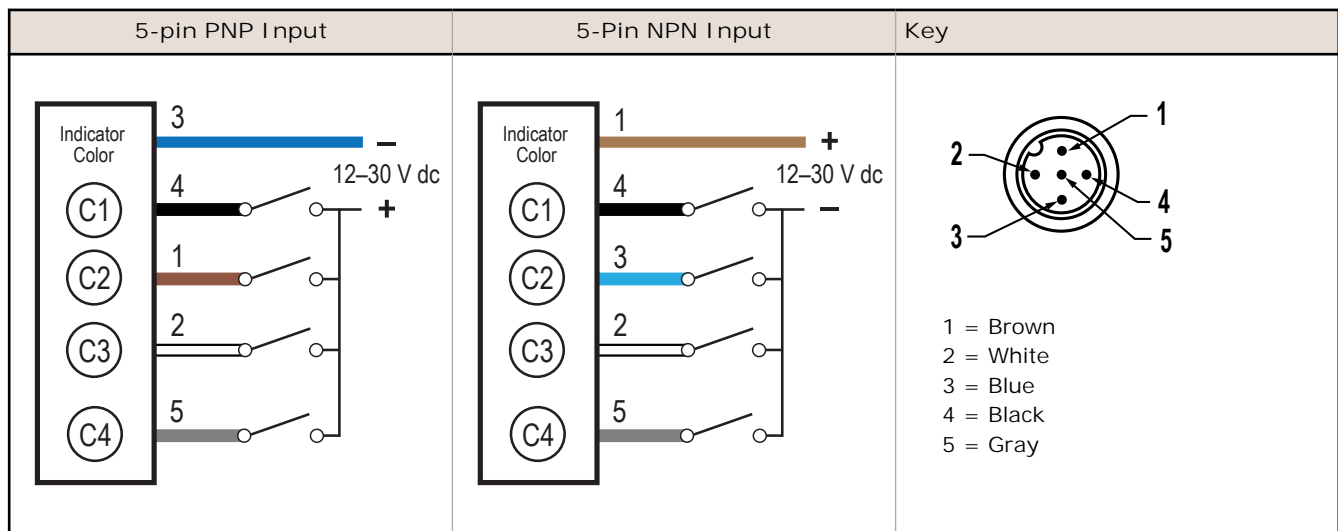 5-pin PNP Input
5-Pin NPN Input
Key
Indicator
Color
3
–
12–30 V dc
C1
4
+
C2
1
C3
2
C4
5
Indicator
Color
1
+
12–30 V dc
C1
4
–
C2
3
C3
2
C4
5
1
2
3
4
5
1 = Brown
2 = White
3 = Blue
4 = Black
5 = Gray